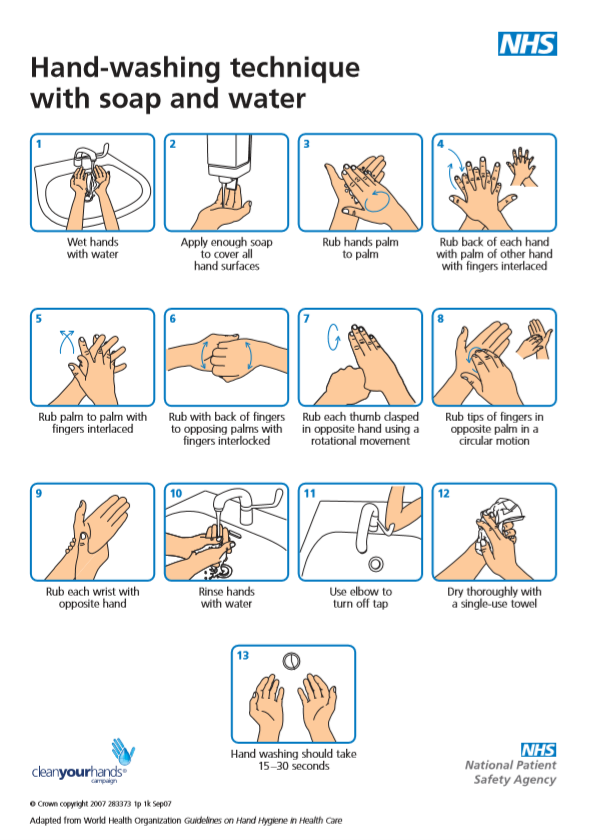 NHS
Hand-washing technique
with soap and water
1
Wet hands
with water
2
Apply enough soap
to cover all
hand surfaces
3
Rub hands palm
to palm
4
Rub back of each hand
with palm of other hand
with fingers interlaced
5
Rub palm to palm with
fingers interlaced
6
Rub with back of fingers
to opposing palms with
fingers interlocked
7
Rub each thumb clasped
in opposite hand using a
rotational movement
8
Rub tips of fingers in
opposite palm in a
circular motion
9
Rub each wrist with
opposite hand
10
Rinse hands
with water
11
Use elbow to
turn off tap
12
Dry thoroughly with
a single-use towel
13
Hand washing should take
15–30 seconds
cleanyourhands®
campaign
NHS
National Patient
Safety Agency
© Crown copyright 2007 283373 1p 1k Sep07
Adapted from World Health Organization Guidelines on Hand Hygiene in Health Care